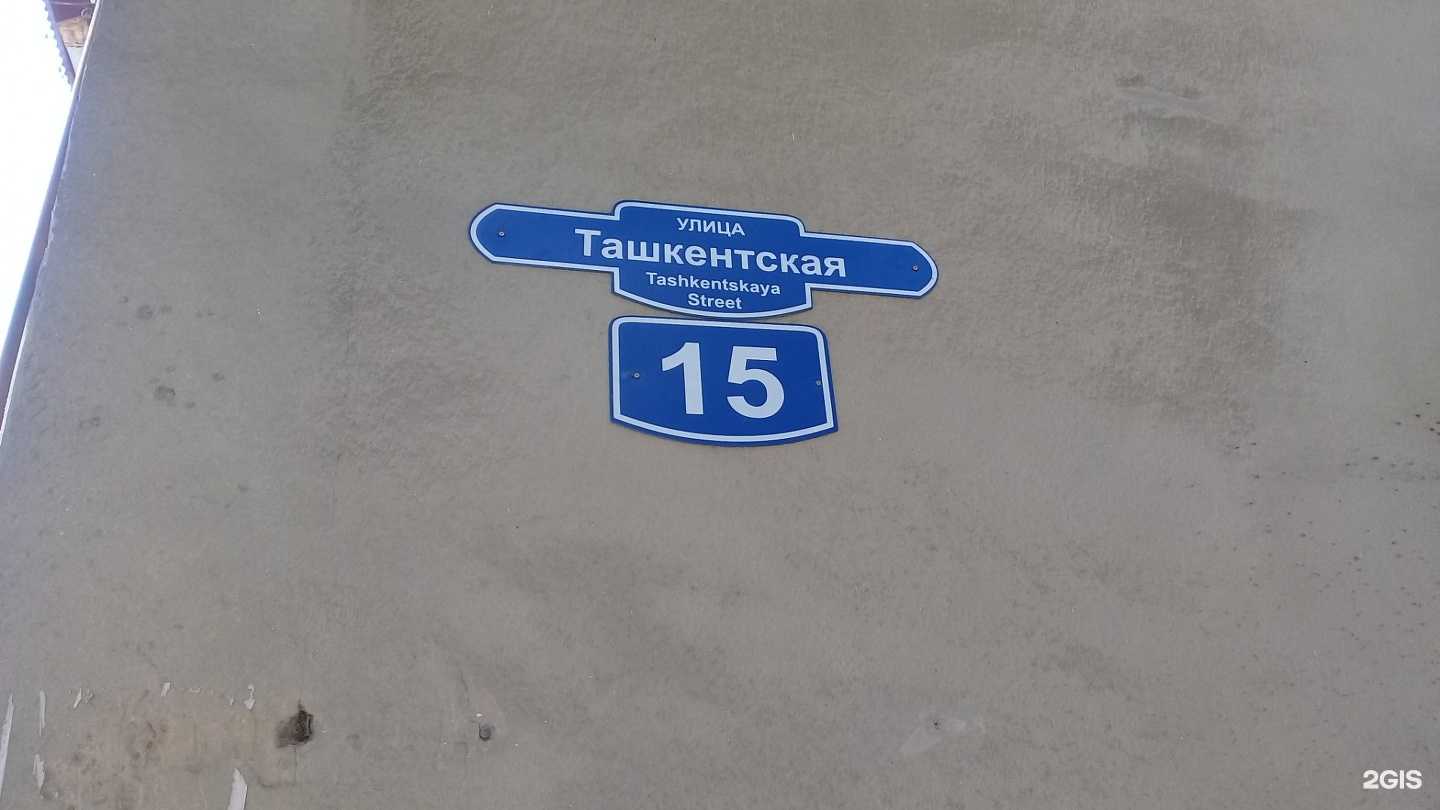 УЛИЦА
Ташкентская
Tashkentskaya
Street
15
2GIS